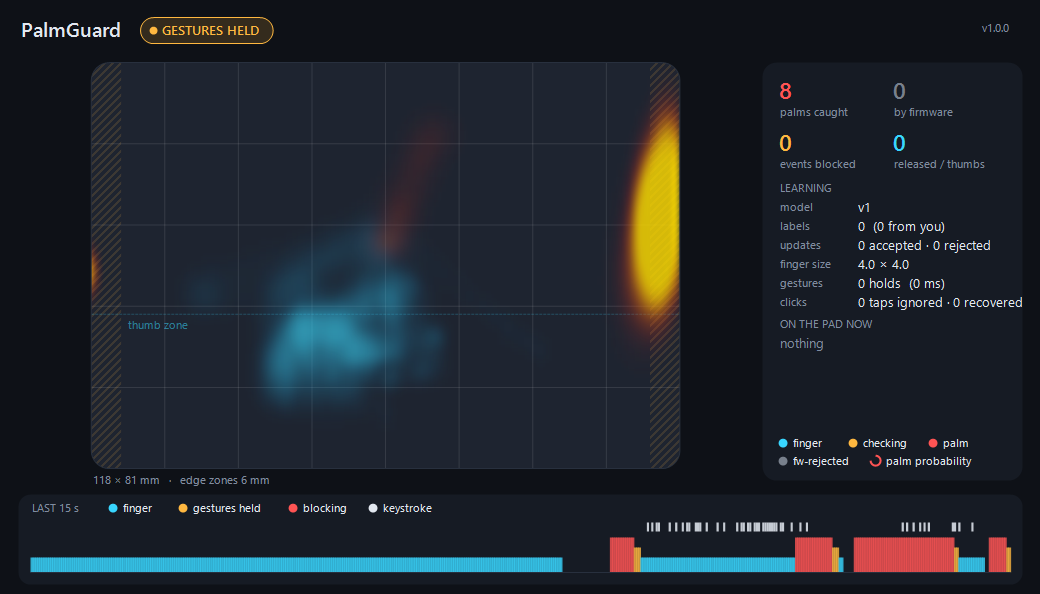 PalmGuard
GESTURES HELD
v1.0.0
8
palms caught
0
by firmware
0
events blocked
0
released / thumbs
LEARNING
model v1
labels 0 (0 from you)
updates 0 accepted · 0 rejected
finger size 4.0 × 4.0
gestures 0 holds (0 ms)
clicks 0 taps ignored · 0 recovered
ON THE PAD NOW
nothing
thumb zone
finger checking palm
fw-rejected palm probability
118 × 81 mm · edge zones 6 mm
LAST 15 s finger gestures held blocking keystroke